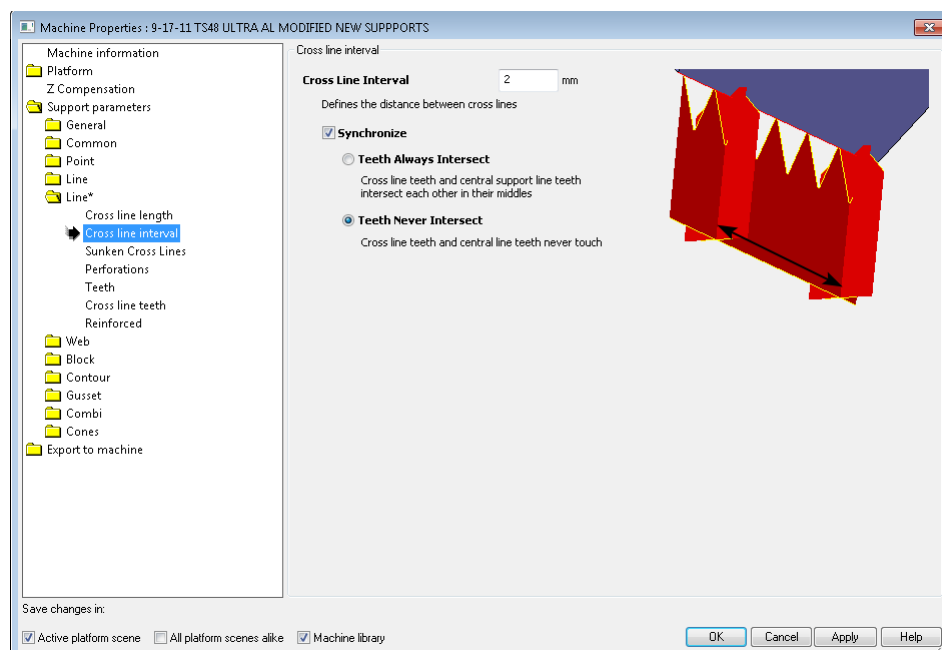 Machine Properties : 9-17-11 TS48 ULTRA AL MODIFIED NEW SUPPPORTS
Machine information
Platform
Z Compensation
Support parameters
General
Common
Point
Line
Line*
Cross line length
Cross line interval
Sunken Cross Lines
Perforations
Teeth
Cross line teeth
Reinforced
Web
Block
Contour
Gusset
Combi
Cones
Export to machine
Cross line interval
Cross Line Interval 2 mm
Defines the distance between cross lines
Synchronize
Teeth Always Intersect
Cross line teeth and central support line teeth
intersect each other in their middles
Teeth Never Intersect
Cross line teeth and central line teeth never touch
Save changes in:
Active platform scene All platform scenes alike Machine library
OK Cancel Apply Help